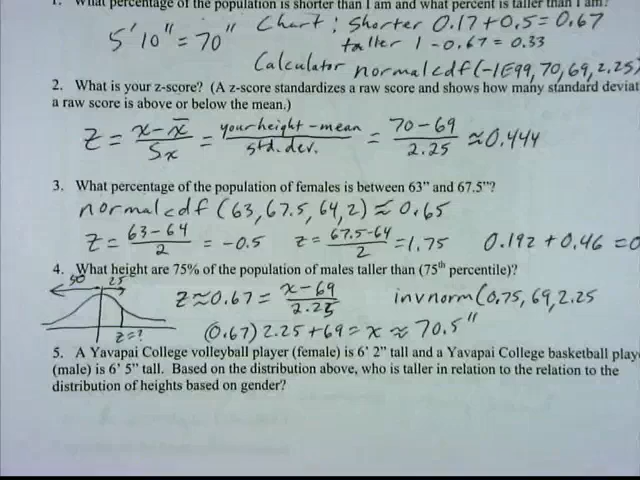 1. What percentage of the population is shorter than I am and what percent is taller than I am?
5'10" = 70" Chart: Shorter 0.17 + 0.5 = 0.67
taller 1 - 0.67 = 0.33
Calculator normalcdf(-1E99, 70, 69, 2.25)
2. What is your z-score? (A z-score standardizes a raw score and shows how many standard deviat
a raw score is above or below the mean.)
z = x - x̄ / Sx = your height - mean / std. dev. = 70 - 69 / 2.25 ≈ 0.444
3. What percentage of the population of females is between 63" and 67.5"?
normalcdf (63, 67.5, 64, 2) ≈ 0.65
z = 63 - 64 / 2 = -0.5 z = 67.5 - 64 / 2 = 1.75 0.192 + 0.46 = 0
4. What height are 75% of the population of males taller than (75th percentile)?
50 25
z ≈ 0.67 = x - 69 / 2.25 invnorm(0.75, 69, 2.25
z = ?
(0.67) 2.25 + 69 = x ≈ 70.5"
5. A Yavapai College volleyball player (female) is 6' 2" tall and a Yavapai College basketball playe
(male) is 6' 5" tall. Based on the distribution above, who is taller in relation to the relation to the
distribution of heights based on gender?